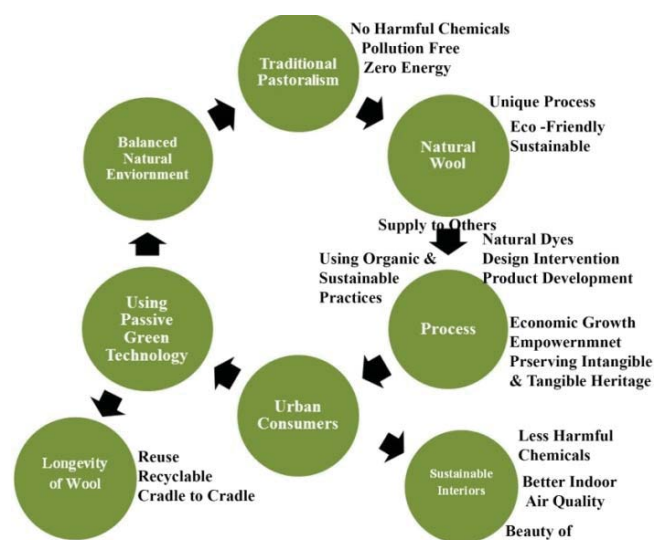 No Harmful Chemicals
Pollution Free
Zero Energy
Traditional
Pastoralism
Unique Process
Eco -Friendly
Sustainable
Natural
Wool
Supply to Others
Natural Dyes
Design Intervention
Product Development
Using Organic &
Sustainable
Practices
Process
Economic Growth
Empowernmnet
Prserving Intangible
& Tangible Heritage
Urban
Consumers
Less Harmful
Chemicals
Better Indoor
Air Quality
Beauty of
Sustainable
Interiors
Using
Passive
Green
Technology
Longevity
of Wool
Reuse
Recyclable
Cradle to Cradle
Balanced
Natural
Enviornment